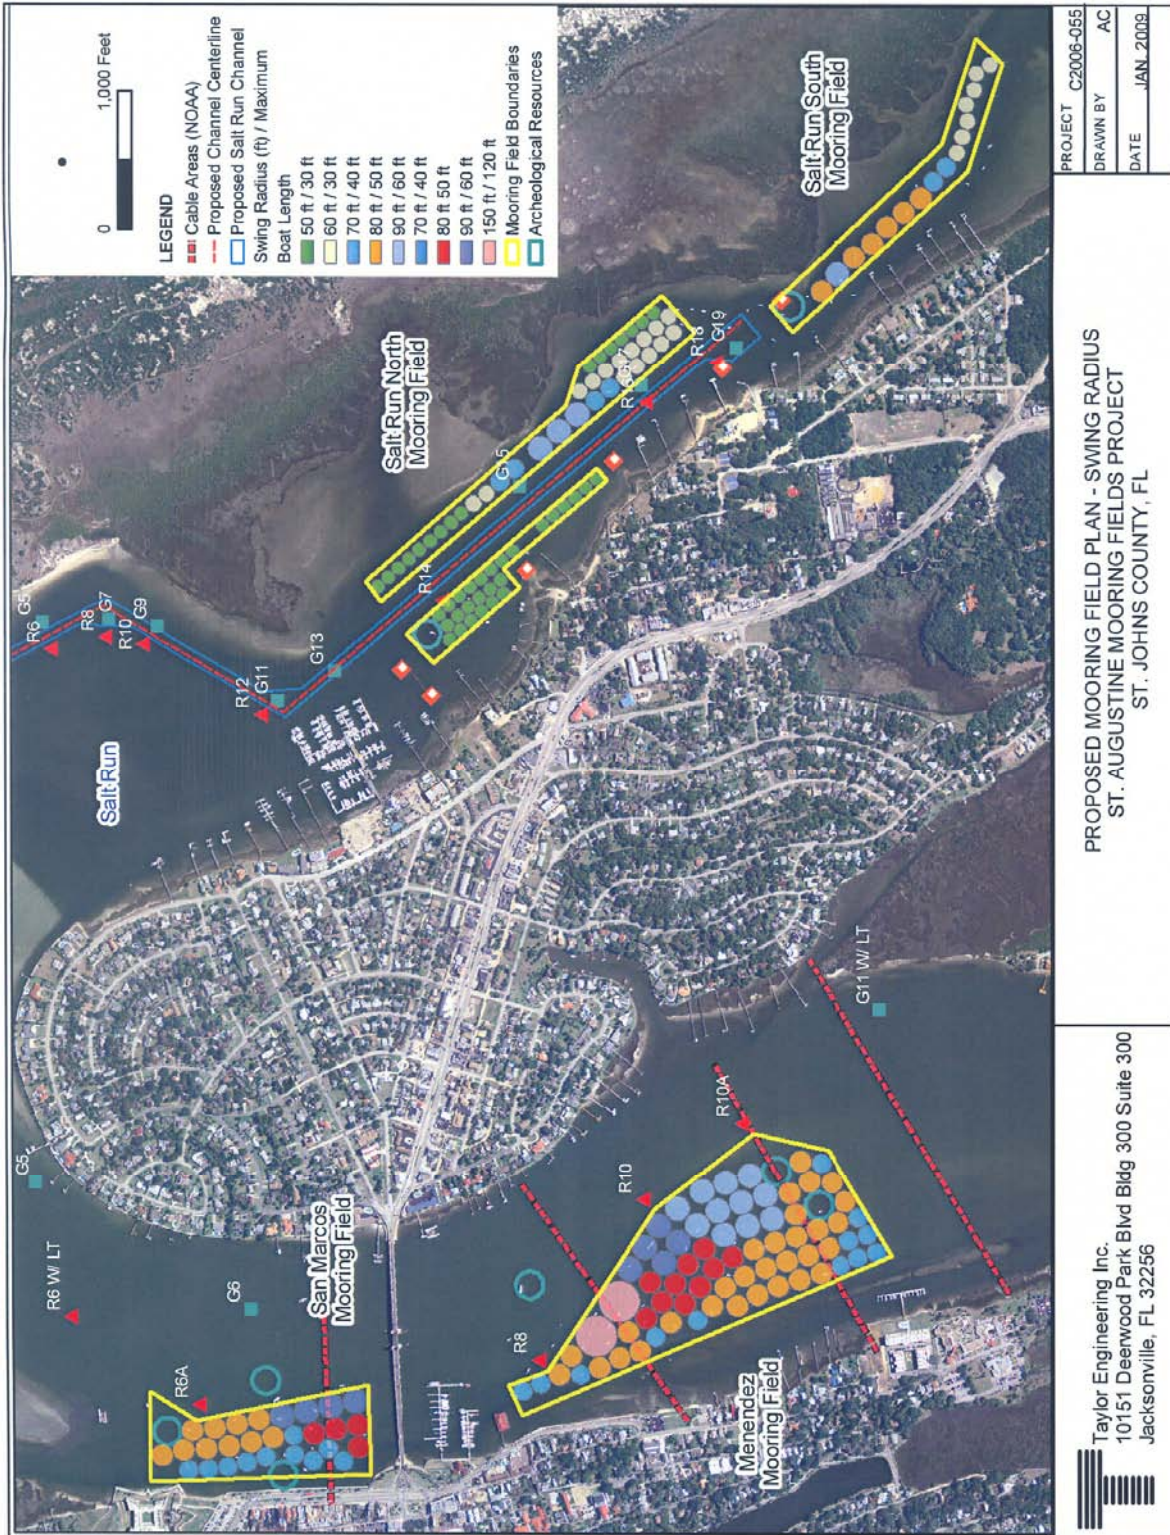 0 1,000 Feet
LEGEND
Cable Areas (NOAA)
Proposed Channel Centerline
Proposed Salt Run Channel
Swing Radius (ft) / Maximum
Boat Length
50 ft / 30 ft
60 ft / 30 ft
70 ft / 40 ft
80 ft / 50 ft
90 ft / 60 ft
70 ft / 40 ft
80 ft 50 ft
90 ft / 60 ft
150 ft / 120 ft
Mooring Field Boundaries
Archeological Resources
G5
R6 W/ LT
G6
R6A
San Marcos
Mooring Field
R8
R10
R10A
G11 W/ LT
Menendez
Mooring Field
Salt Run
R6
G5
R8
G7
R10
G9
R12
G11
G13
R14
G15
Salt Run North
Mooring Field
R18
G19
Salt Run South
Mooring Field
Taylor Engineering Inc.
10151 Deerwood Park Blvd Bldg 300 Suite 300
Jacksonville, FL 32256
PROPOSED MOORING FIELD PLAN - SWING RADIUS
ST. AUGUSTINE MOORING FIELDS PROJECT
ST. JOHNS COUNTY, FL
PROJECT C2006-055
DRAWN BY AC
DATE JAN. 2009